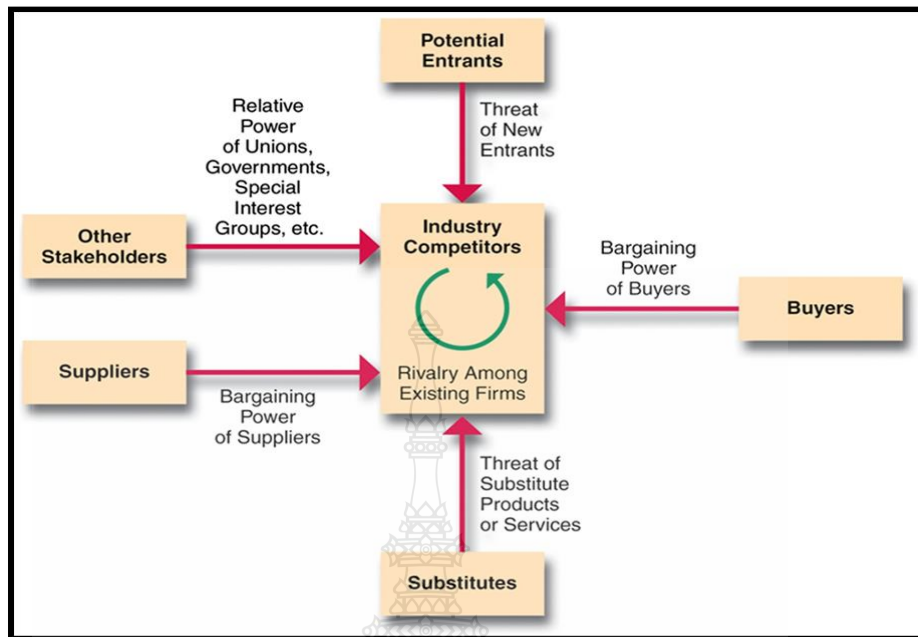 Potential
Entrants
Threat
of New
Entrants
Relative
Power
of Unions,
Governments,
Special
Interest
Groups, etc.
Other
Stakeholders
Industry
Competitors
Rivalry Among
Existing Firms
Bargaining
Power
of Buyers
Buyers
Suppliers
Bargaining
Power
of Suppliers
Threat of
Substitute
Products
or Services
Substitutes